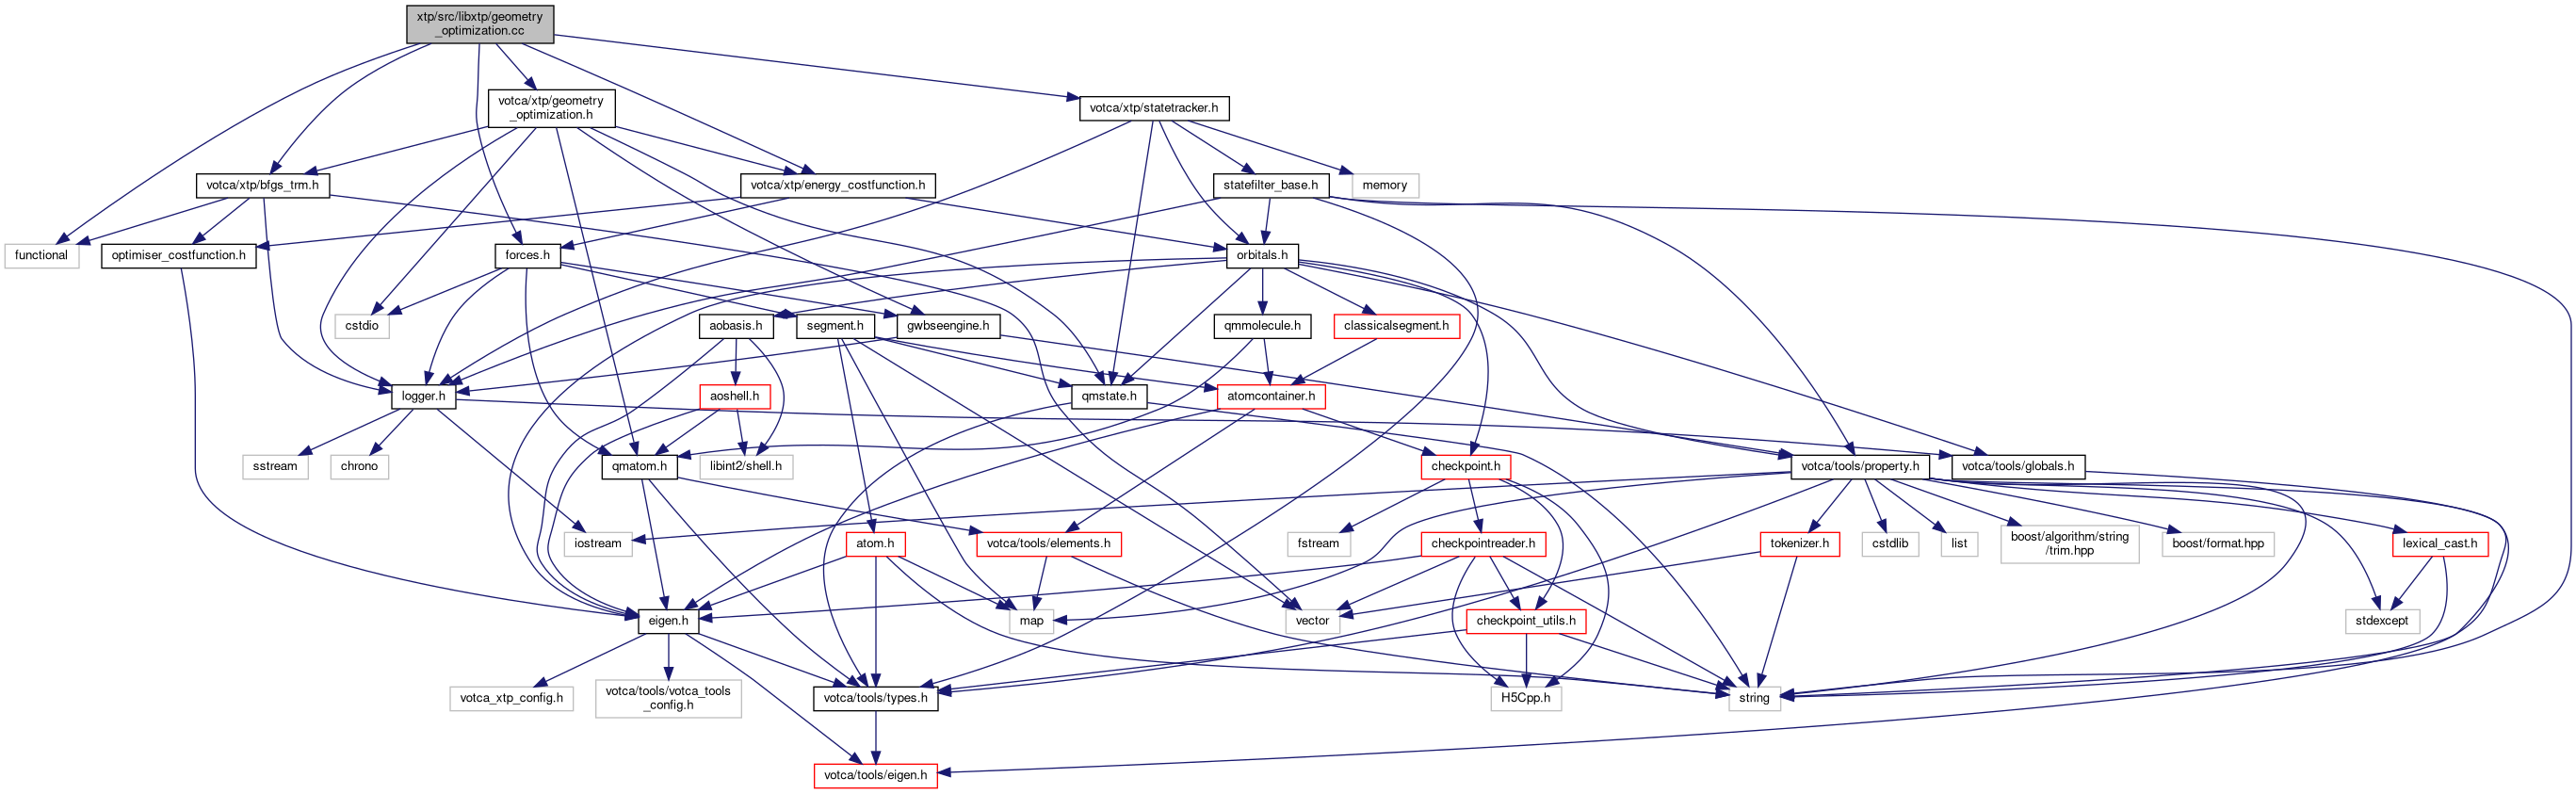 xtp/src/libxtp/geometry
_optimization.cc
votca/xtp/geometry
_optimization.h
votca/xtp/statetracker.h
votca/xtp/bfgs_trm.h
votca/xtp/energy_costfunction.h
statefilter_base.h
memory
functional
optimiser_costfunction.h
forces.h
orbitals.h
cstdio
aobasis.h
segment.h
gwbseengine.h
qmmolecule.h
classicalsegment.h
logger.h
aoshell.h
qmstate.h
atomcontainer.h
sstream
chrono
qmatom.h
libint2/shell.h
checkpoint.h
votca/tools/property.h
votca/tools/globals.h
iostream
atom.h
votca/tools/elements.h
fstream
checkpointreader.h
tokenizer.h
cstdlib
list
boost/algorithm/string
/trim.hpp
boost/format.hpp
lexical_cast.h
eigen.h
map
vector
checkpoint_utils.h
stdexcept
votca_xtp_config.h
votca/tools/votca_tools
_config.h
votca/tools/types.h
H5Cpp.h
string
votca/tools/eigen.h